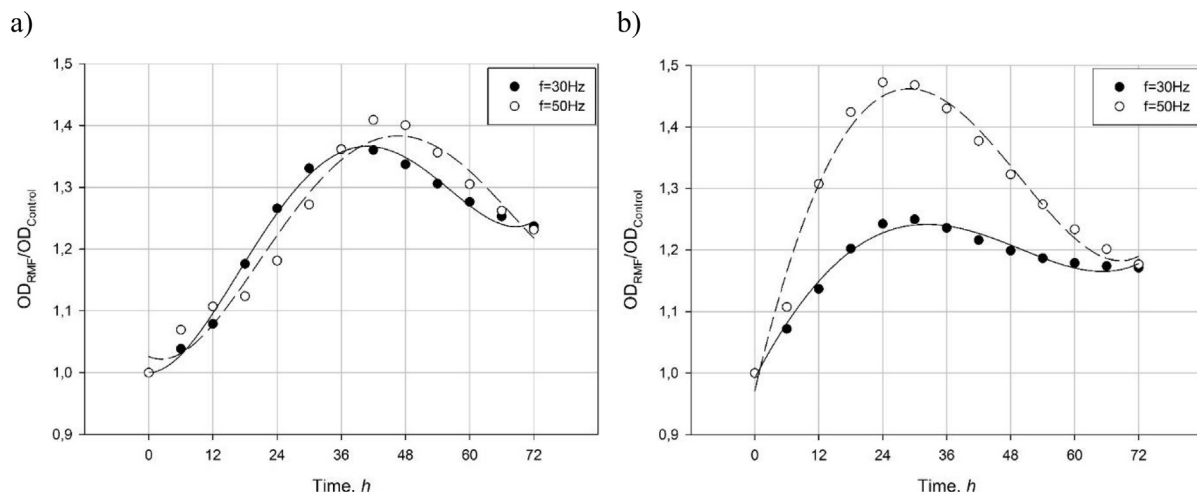 a)
1,5
1,4
1,3
1,2
1,1
1,0
0,9
OD_RMF/OD_Control
f=30Hz
f=50Hz
0 12 24 36 48 60 72
Time, h
b)
1,5
1,4
1,3
1,2
1,1
1,0
0,9
OD_RMF/OD_Control
f=30Hz
f=50Hz
0 12 24 36 48 60 72
Time, h